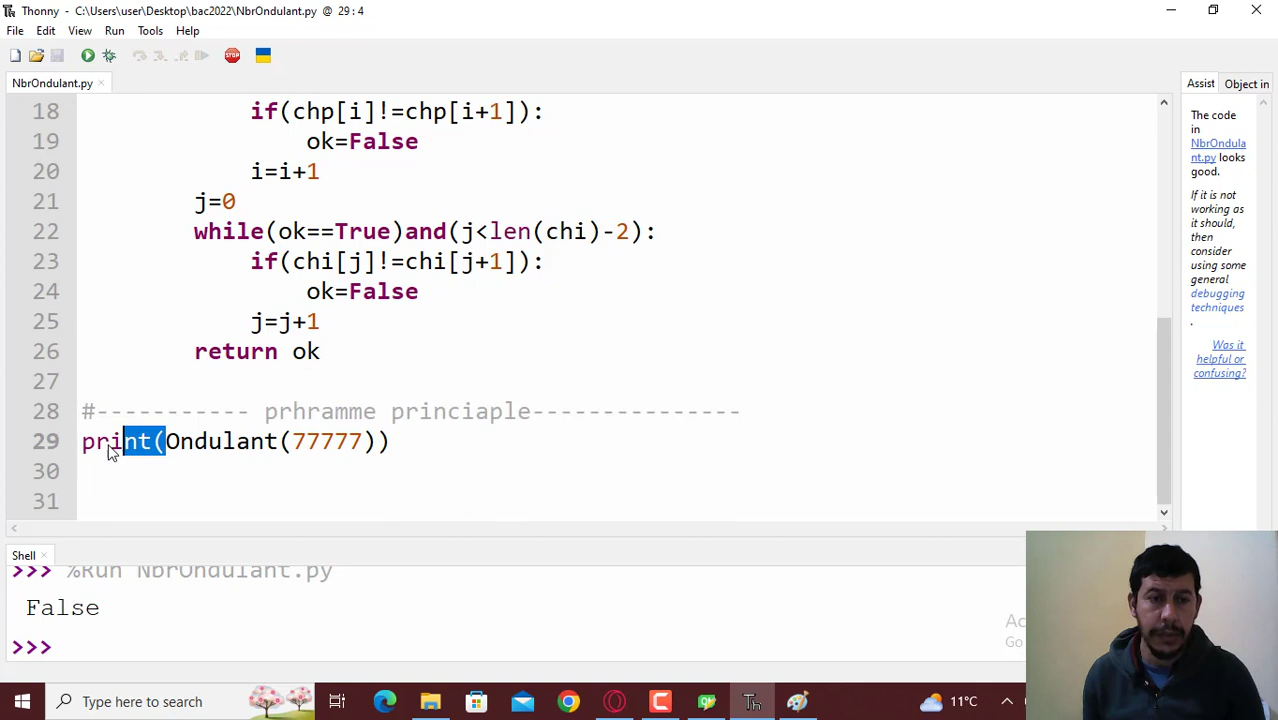 Thonny - C:\Users\user\Desktop\bac2022\NbrOndulant.py @ 29 : 4
File Edit View Run Tools Help
NbrOndulant.py
18 if(chp[i]!=chp[i+1]):
19 ok=False
20 i=i+1
21 j=0
22 while(ok==True)and(j<len(chi)-2):
23 if(chi[j]!=chi[j+1]):
24 ok=False
25 j=j+1
26 return ok
27
28 #----------- prhramme princiaple---------------
29 print(Ondulant(77777))
30
31
Assist Object in
The code
in
NbrOndula
nt.py looks
good.
If it is not
working as
it should,
then
consider
using some
general
debugging
techniques
.
Was it
helpful or
confusing?
Shell
>>> %Run NbrOndulant.py
False
>>>
Go
Type here to search
11°C